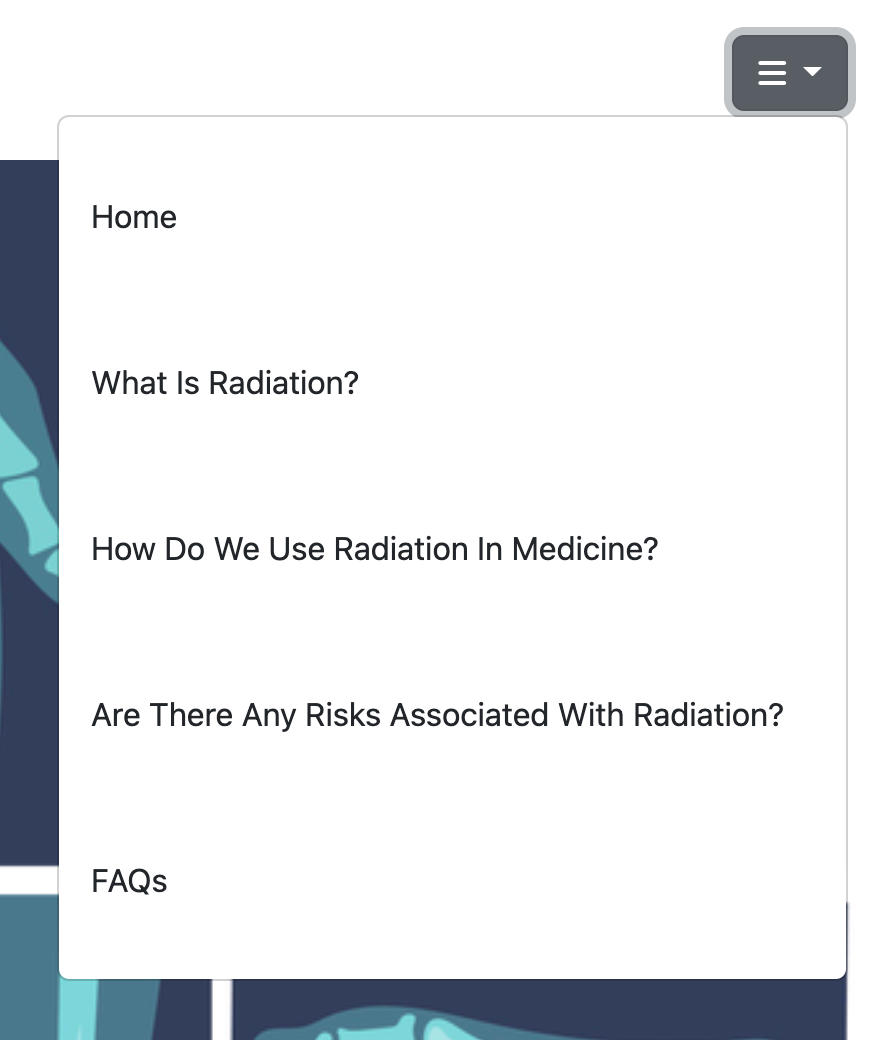 Home
What Is Radiation?
How Do We Use Radiation In Medicine?
Are There Any Risks Associated With Radiation?
FAQs